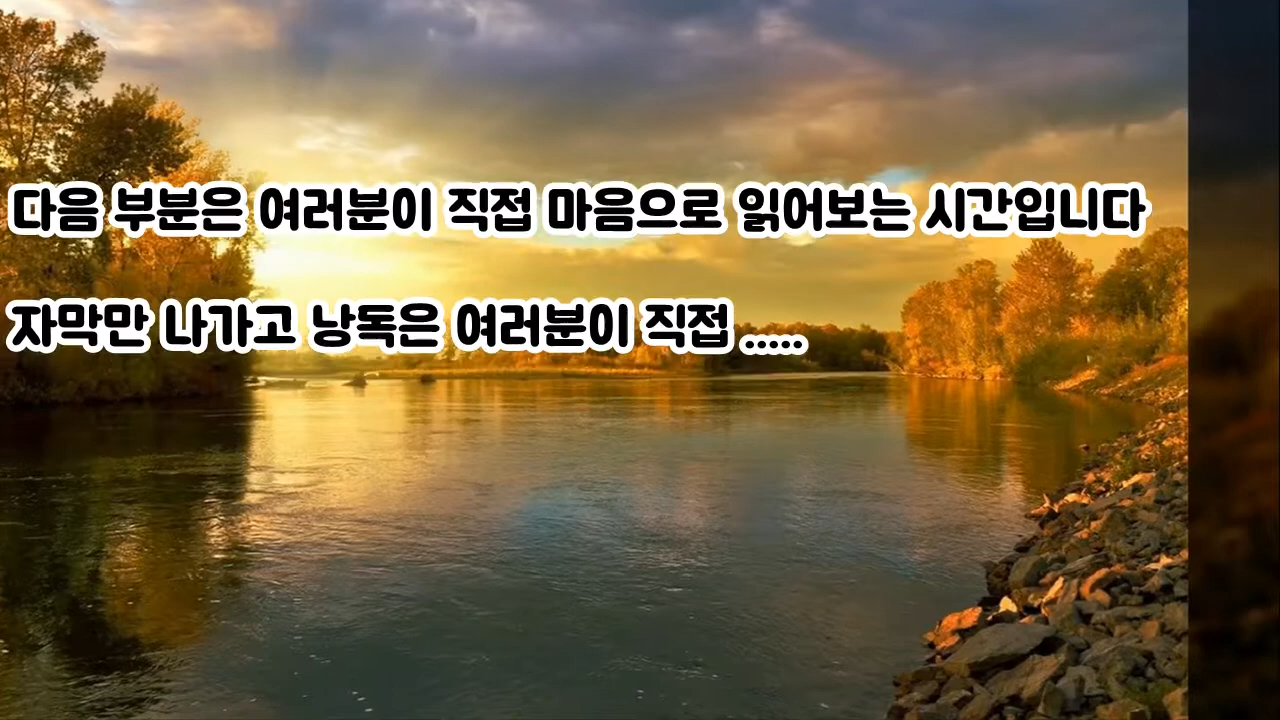 다음 부분은 여러분이 직접 마음으로 읽어보는 시간입니다
자막만 나가고 낭독은 여러분이 직접 .....